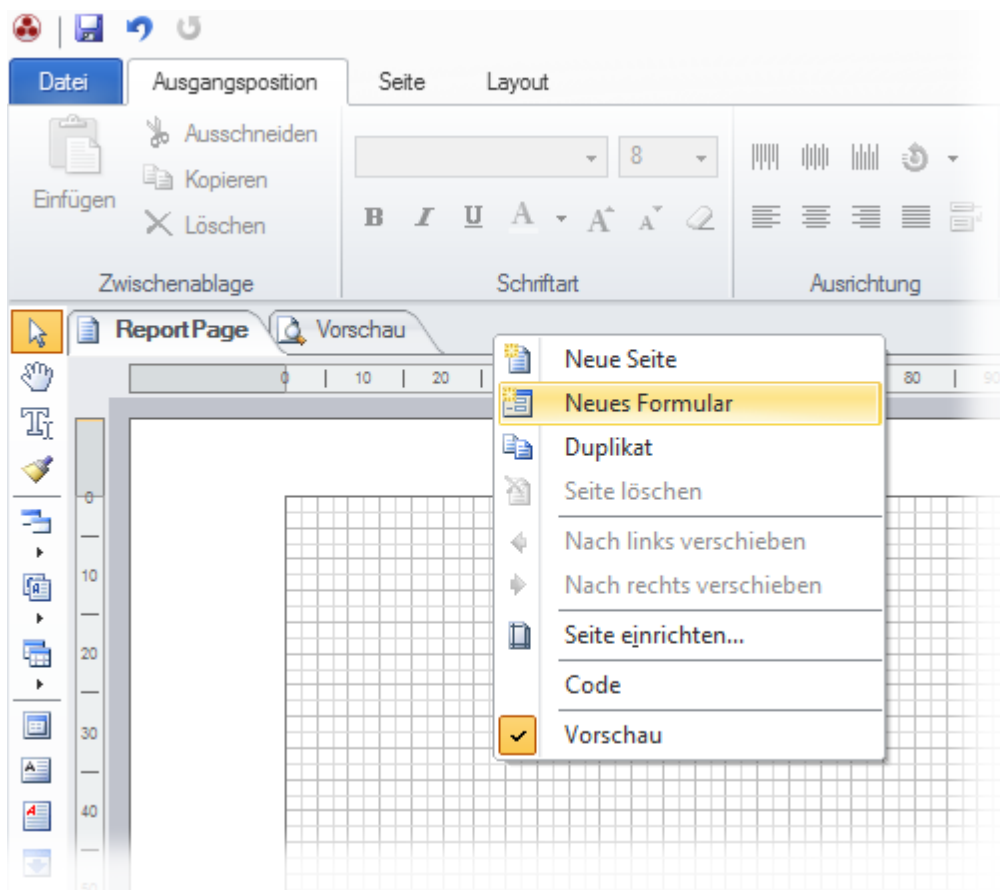 Datei Ausgangsposition Seite Layout
Einfügen
Ausschneiden
Kopieren
Löschen
8
B I U A A A
Zwischenablage Schriftart Ausrichtung
ReportPage Vorschau
0 10 20 80 90
Neue Seite
Neues Formular
Duplikat
Seite löschen
Nach links verschieben
Nach rechts verschieben
Seite einrichten...
Code
Vorschau
0
10
20
30
40
50